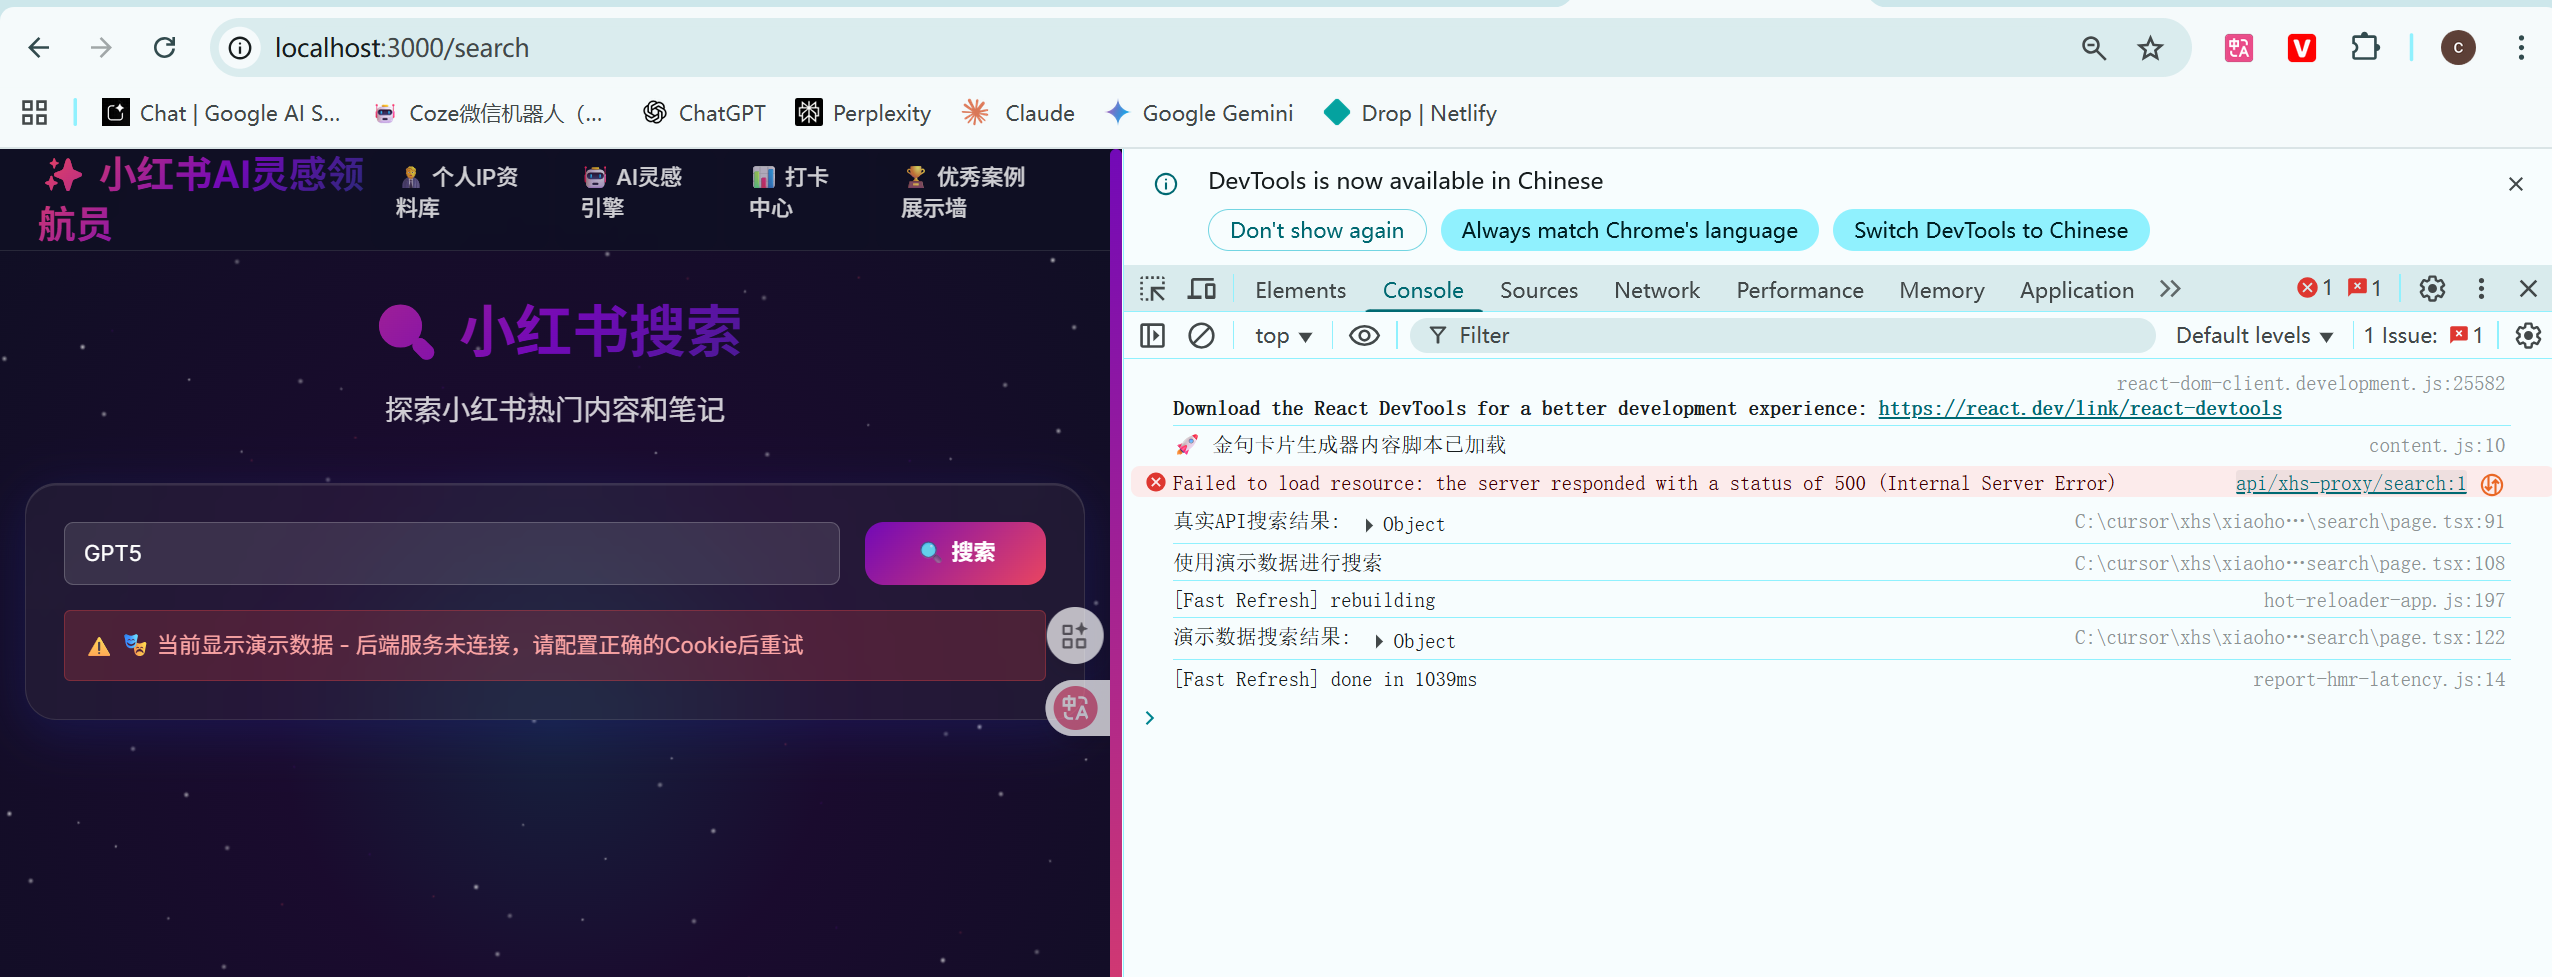 localhost:3000/search
c
Chat | Google AI S...
Coze微信机器人（...
ChatGPT
Perplexity
Claude
Google Gemini
Drop | Netlify
小红书AI灵感领
航员
个人IP资
料库
AI灵感
引擎
打卡
中心
优秀案例
展示墙
小红书搜索
探索小红书热门内容和笔记
GPT5
搜索
当前显示演示数据 - 后端服务未连接，请配置正确的Cookie后重试
DevTools is now available in Chinese
Don't show again
Always match Chrome's language
Switch DevTools to Chinese
Elements
Console
Sources
Network
Performance
Memory
Application
1
1
top
Filter
Default levels
1 Issue:
1
react-dom-client.development.js:25582
Download the React DevTools for a better development experience: https://react.dev/link/react-devtools
金句卡片生成器内容脚本已加载
content.js:10
Failed to load resource: the server responded with a status of 500 (Internal Server Error)
api/xhs-proxy/search:1
真实API搜索结果:
Object
C:\cursor\xhs\xiaoho…\search\page.tsx:91
使用演示数据进行搜索
C:\cursor\xhs\xiaoho…search\page.tsx:108
[Fast Refresh] rebuilding
hot-reloader-app.js:197
演示数据搜索结果:
Object
C:\cursor\xhs\xiaoho…search\page.tsx:122
[Fast Refresh] done in 1039ms
report-hmr-latency.js:14